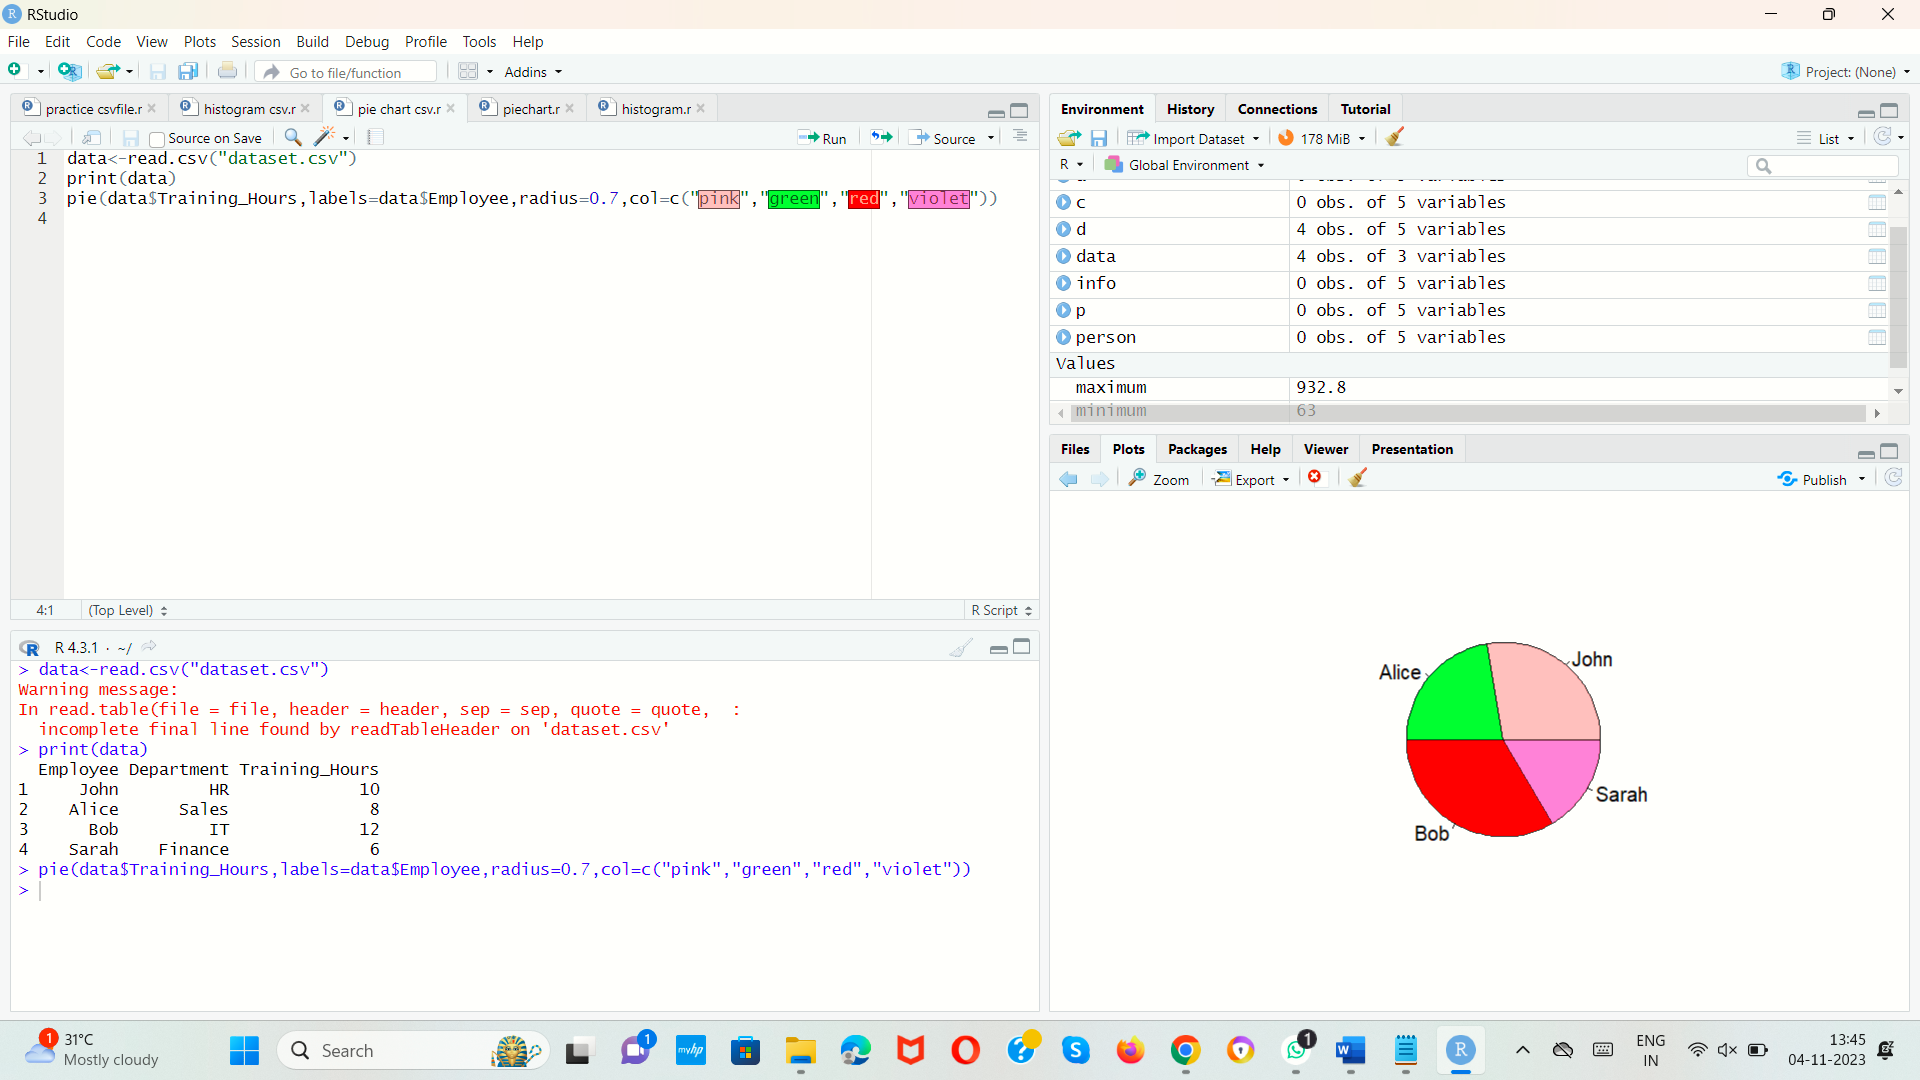 RStudio
File Edit Code View Plots Session Build Debug Profile Tools Help
Go to file/function Addins Project: (None)
practice csvfile.r histogram csv.r pie chart csv.r piechart.r histogram.r
Source on Save Run Source
1 data<-read.csv("dataset.csv")
2 print(data)
3 pie(data$Training_Hours,labels=data$Employee,radius=0.7,col=c("pink","green","red","violet"))
4
4:1 (Top Level) R Script
R 4.3.1 · ~/
> data<-read.csv("dataset.csv")
Warning message:
In read.table(file = file, header = header, sep = sep, quote = quote,  :
  incomplete final line found by readTableHeader on 'dataset.csv'
> print(data)
  Employee Department Training_Hours
1     John         HR             10
2    Alice      Sales              8
3      Bob         IT             12
4    Sarah    Finance              6
> pie(data$Training_Hours,labels=data$Employee,radius=0.7,col=c("pink","green","red","violet"))
>
Environment History Connections Tutorial
Import Dataset 178 MiB List
R Global Environment
c 0 obs. of 5 variables
d 4 obs. of 5 variables
data 4 obs. of 3 variables
info 0 obs. of 5 variables
p 0 obs. of 5 variables
person 0 obs. of 5 variables
Values
maximum 932.8
minimum 63
Files Plots Packages Help Viewer Presentation
Zoom Export Publish
John
Alice
Sarah
Bob
1 31°C
Mostly cloudy
Search
1
myhp
1
ENG
IN
13:45
04-11-2023